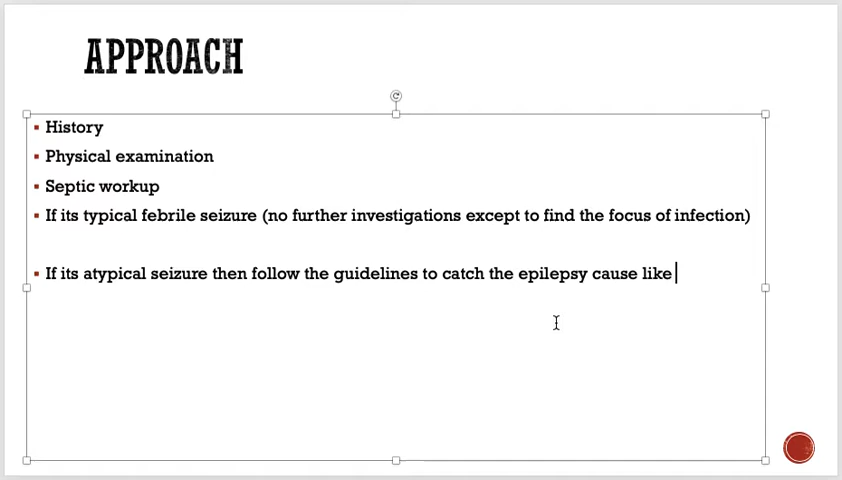 APPROACH
History
Physical examination
Septic workup
If its typical febrile seizure (no further investigations except to find the focus of infection)
If its atypical seizure then follow the guidelines to catch the epilepsy cause like